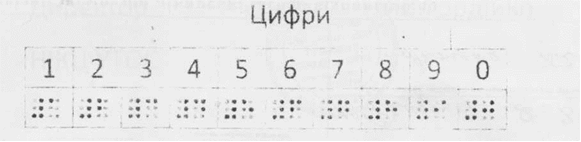 Цифри
1 2 3 4 5 6 7 8 9 0
⠼⠁ ⠼⠃ ⠼⠉ ⠼⠙ ⠼⠑ ⠼⠋ ⠼⠛ ⠼⠓ ⠼⠊ ⠼⠚